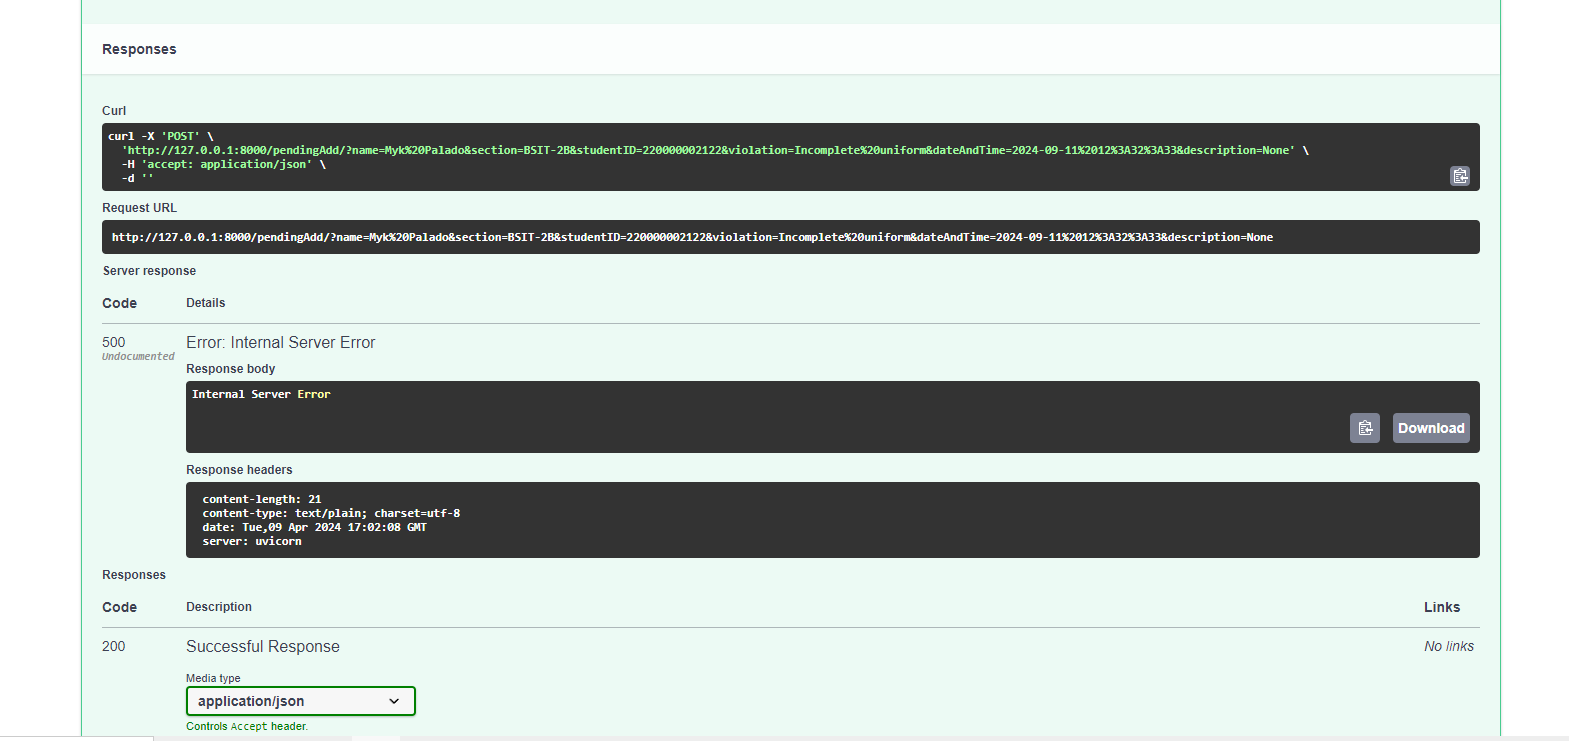 Responses
Curl
curl -X 'POST' \
'http://127.0.0.1:8000/pendingAdd/?name=Myk%20Palado&section=BSIT-2B&studentID=220000002122&violation=Incomplete%20uniform&dateAndTime=2024-09-11%2012%3A32%3A33&description=None' \
-H 'accept: application/json' \
-d ''
Request URL
http://127.0.0.1:8000/pendingAdd/?name=Myk%20Palado&section=BSIT-2B&studentID=220000002122&violation=Incomplete%20uniform&dateAndTime=2024-09-11%2012%3A32%3A33&description=None
Server response
Code Details
500 Error: Internal Server Error
Undocumented
Response body
Internal Server Error
Download
Response headers
content-length: 21
content-type: text/plain; charset=utf-8
date: Tue,09 Apr 2024 17:02:08 GMT
server: uvicorn
Responses
Code Description Links
200 Successful Response No links
Media type
application/json
Controls Accept header.